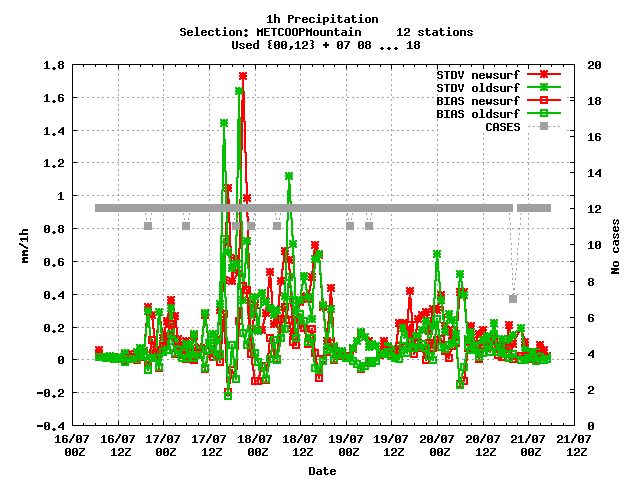 1h Precipitation
Selection: METCOOPMountain 12 stations
Used {00,12} + 07 08 ... 18
STDV newsurf
STDV oldsurf
BIAS newsurf
BIAS oldsurf
CASES
1.8
1.6
1.4
1.2
1
0.8
0.6
0.4
0.2
0
-0.2
-0.4
mm/1h
20
18
16
14
12
10
8
6
4
2
0
No cases
16/07 16/07 17/07 17/07 18/07 18/07 19/07 19/07 20/07 20/07 21/07 21/07
00Z 12Z 00Z 12Z 00Z 12Z 00Z 12Z 00Z 12Z 00Z 12Z
Date